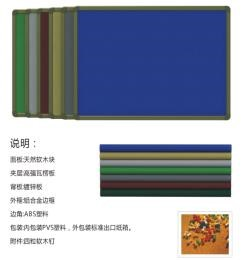 说明：
面板:天然软木块
夹层:高强瓦楞板
背板:镀锌板
外框:铝合金边框
边角:ABS塑料
包装:内包装PVS塑料，外包装标准出口纸箱。
附件:四粒软木钉